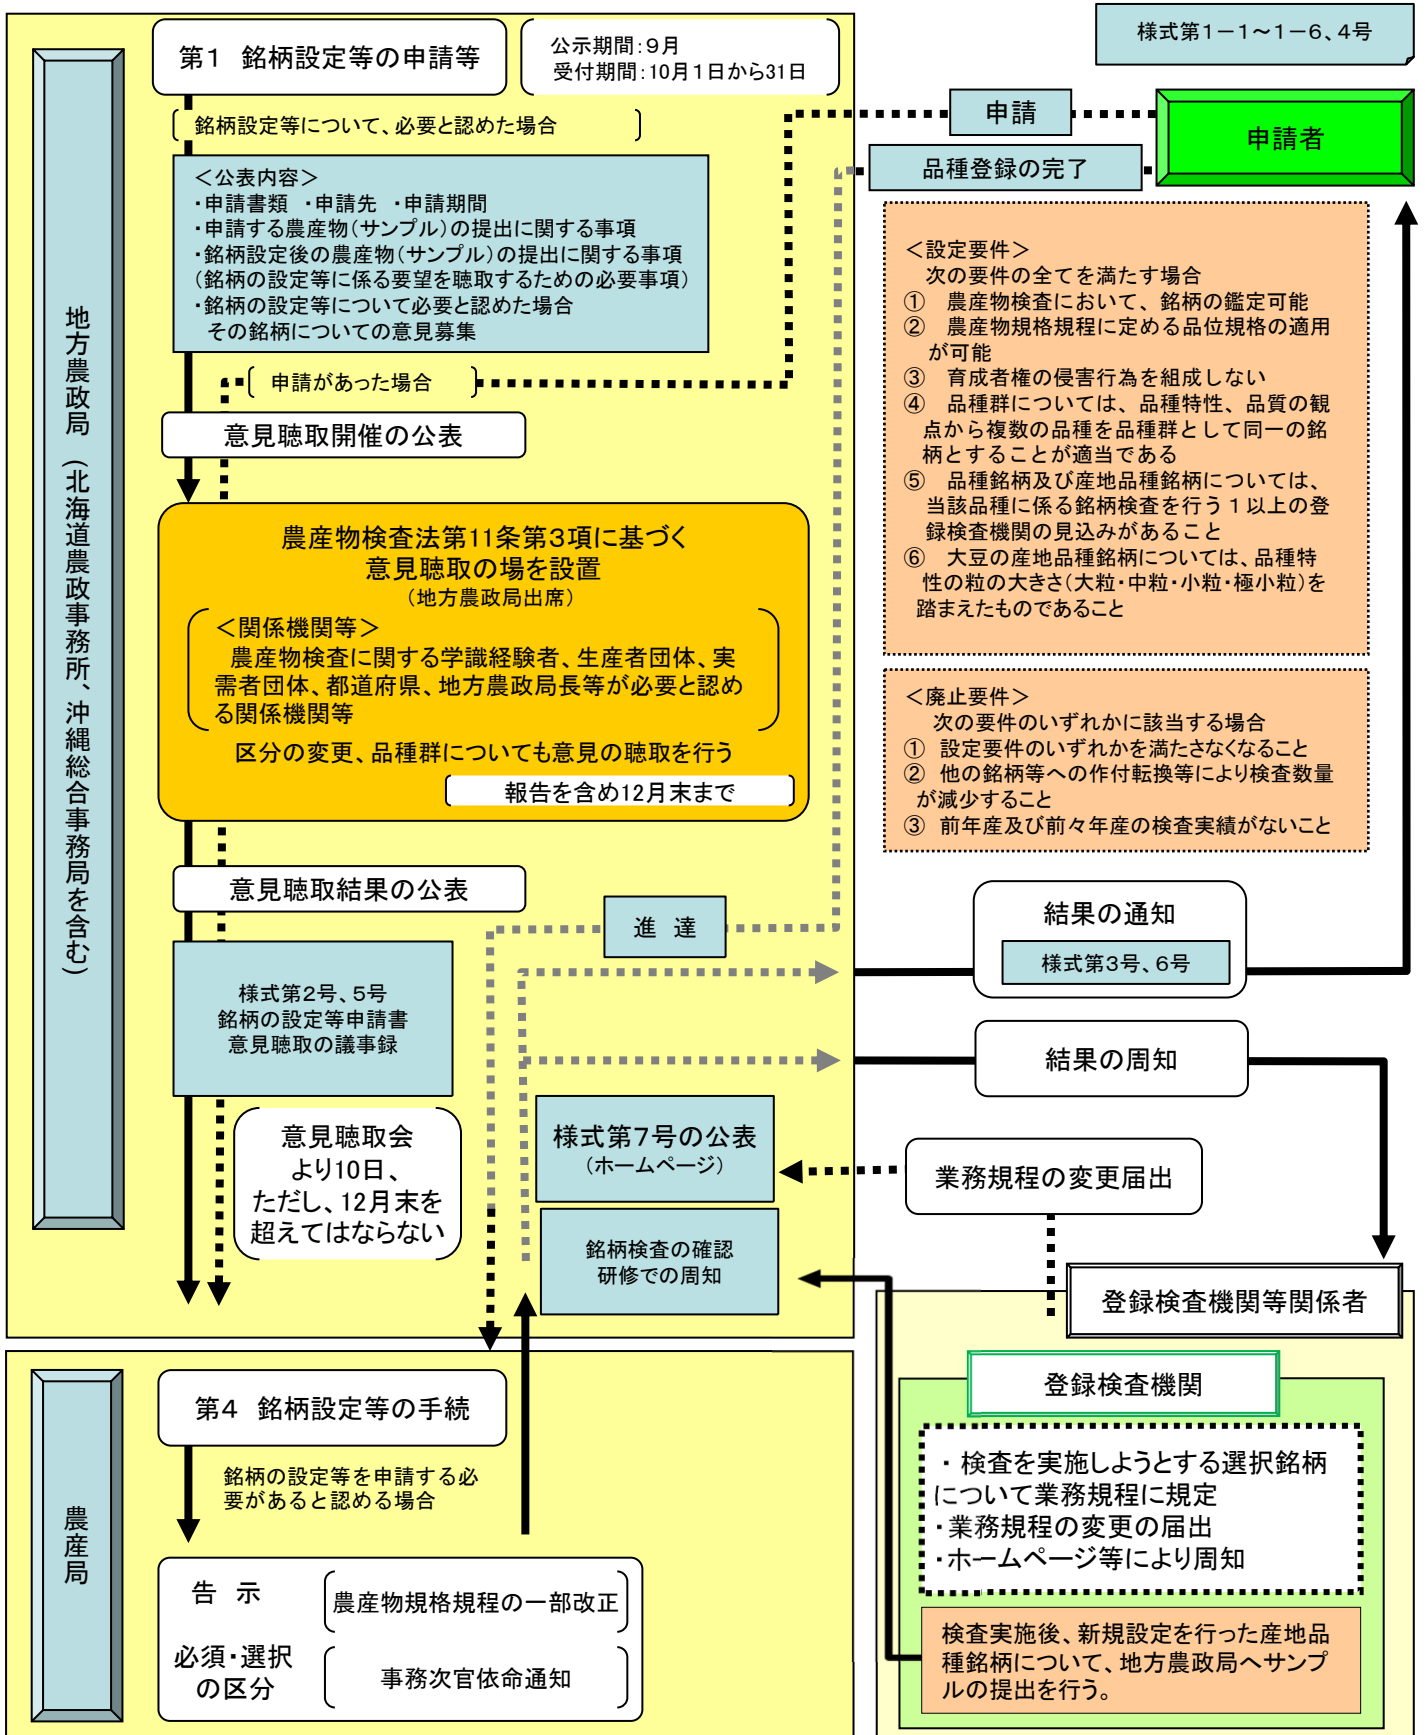 様式第1－1～1－6、4号
第1　銘柄設定等の申請等
公示期間：9月
受付期間：10月1日から31日
銘柄設定等について、必要と認めた場合
申請
申請者
品種登録の完了
＜公表内容＞
・申請書類　・申請先　・申請期間
・申請する農産物（サンプル）の提出に関する事項
・銘柄設定後の農産物（サンプル）の提出に関する事項
（銘柄の設定等に係る要望を聴取するための必要事項）
・銘柄の設定等について必要と認めた場合
その銘柄についての意見募集
申請があった場合
意見聴取開催の公表
地方農政局（北海道農政事務所、沖縄総合事務局を含む）
農産物検査法第11条第3項に基づく
意見聴取の場を設置
（地方農政局出席）
＜関係機関等＞
農産物検査に関する学識経験者、生産者団体、実
需者団体、都道府県、地方農政局長等が必要と認め
る関係機関等
区分の変更、品種群についても意見の聴取を行う
報告を含め12月末まで
＜設定要件＞
次の要件の全てを満たす場合
①　農産物検査において、銘柄の鑑定可能
②　農産物規格規程に定める品位規格の適用
が可能
③　育成者権の侵害行為を組成しない
④　品種群については、品種特性、品質の観
点から複数の品種を品種群として同一の銘
柄とすることが適当である
⑤　品種銘柄及び産地品種銘柄については、
当該品種に係る銘柄検査を行う1以上の登
録検査機関の見込みがあること
⑥　大豆の産地品種銘柄については、品種特
性の粒の大きさ（大粒・中粒・小粒・極小粒）を
踏まえたものであること
＜廃止要件＞
次の要件のいずれかに該当する場合
①　設定要件のいずれかを満たさなくなること
②　他の銘柄等への作付転換等により検査数量
が減少すること
③　前年産及び前々年産の検査実績がないこと
意見聴取結果の公表
進　達
結果の通知
様式第3号、6号
様式第2号、5号
銘柄の設定等申請書
意見聴取の議事録
結果の周知
意見聴取会
より10日、
ただし、12月末を
超えてはならない
様式第7号の公表
（ホームページ）
業務規程の変更届出
銘柄検査の確認
研修での周知
登録検査機関等関係者
農産局
第4　銘柄設定等の手続
銘柄の設定等を申請する必
要があると認める場合
告　示
農産物規格規程の一部改正
必須・選択
の区分
事務次官依命通知
登録検査機関
・検査を実施しようとする選択銘柄
について業務規程に規定
・業務規程の変更の届出
・ホームページ等により周知
検査実施後、新規設定を行った産地品
種銘柄について、地方農政局へサンプ
ルの提出を行う。